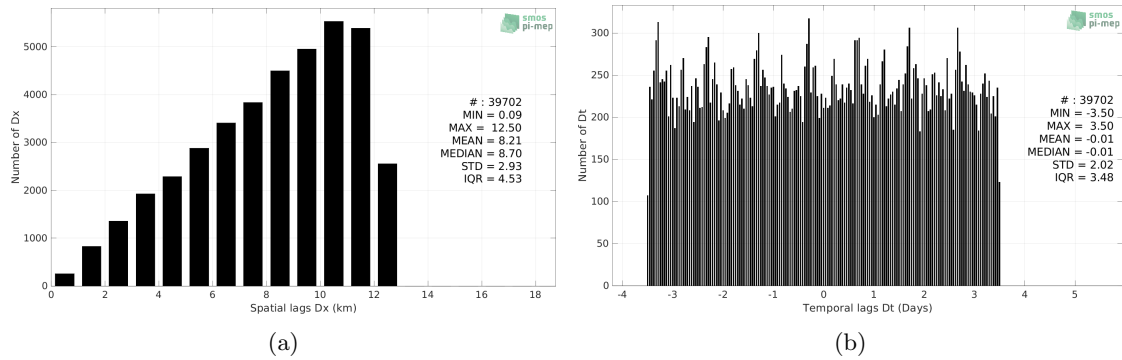 smos
pi-mep
Number of Dx
5000
4000
3000
2000
1000
0
# : 39702
MIN = 0.09
MAX = 12.50
MEAN = 8.21
MEDIAN = 8.70
STD = 2.93
IQR = 4.53
0 2 4 6 8 10 12 14 16 18
Spatial lags Dx (km)
(a)
smos
pi-mep
Number of Dt
300
250
200
150
100
50
0
# : 39702
MIN = -3.50
MAX = 3.50
MEAN = -0.01
MEDIAN = -0.01
STD = 2.02
IQR = 3.48
-4 -3 -2 -1 0 1 2 3 4 5
Temporal lags Dt (Days)
(b)